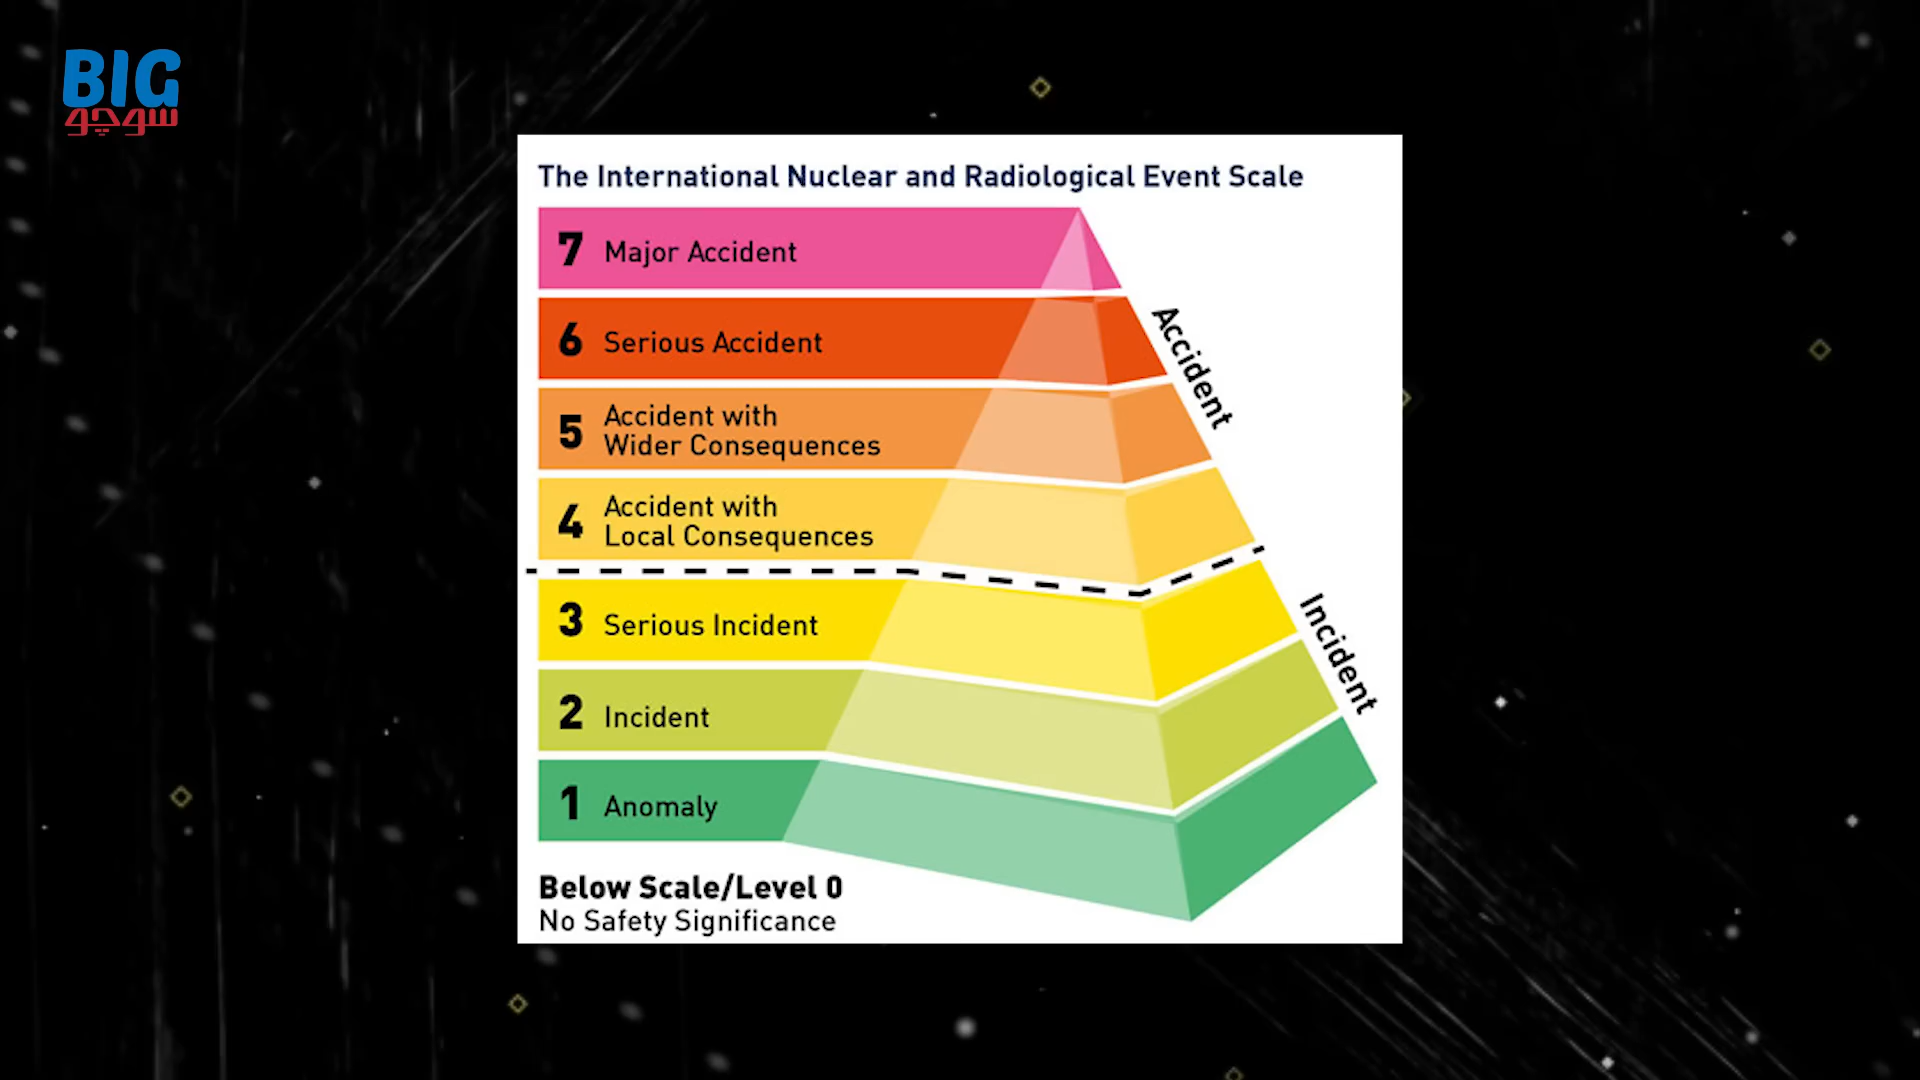 BIG
سوچو
The International Nuclear and Radiological Event Scale
7 Major Accident
6 Serious Accident
5 Accident with
Wider Consequences
4 Accident with
Local Consequences
3 Serious Incident
2 Incident
1 Anomaly
Accident
Incident
Below Scale/Level 0
No Safety Significance